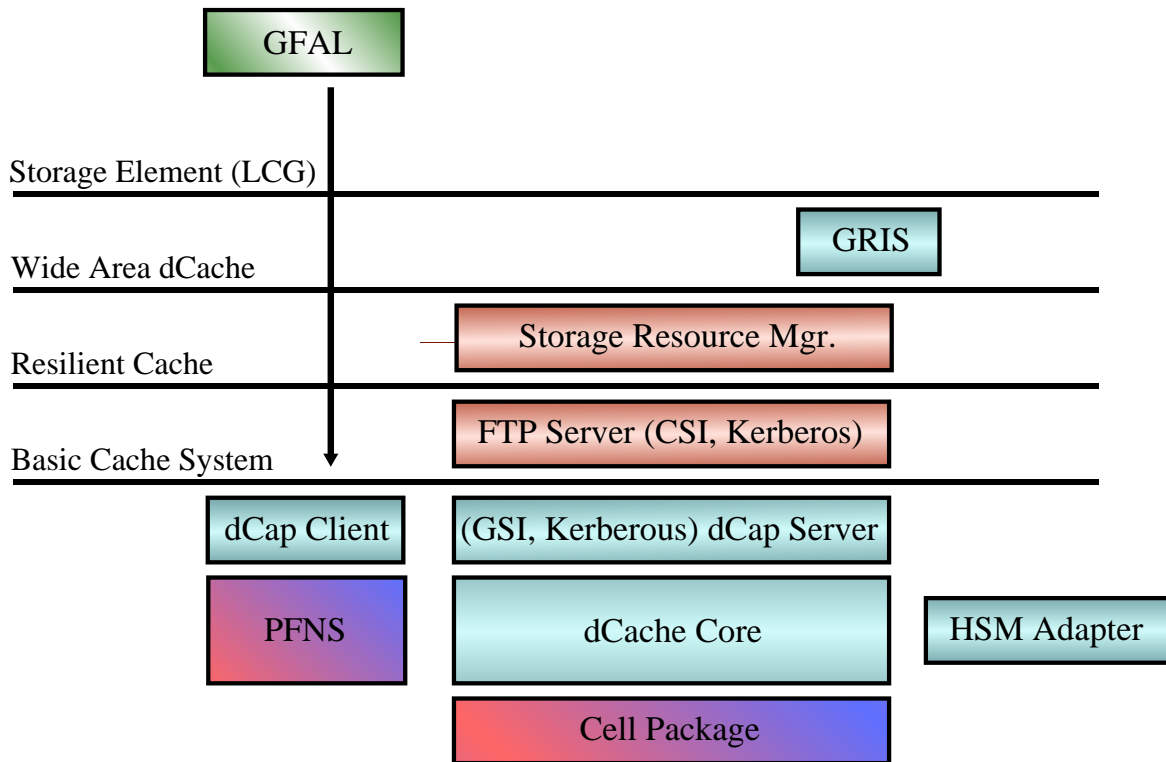 GFAL
Storage Element (LCG)
GRIS
Wide Area dCache
Storage Resource Mgr.
Resilient Cache
FTP Server (CSI, Kerberos)
Basic Cache System
dCap Client
(GSI, Kerberous) dCap Server
PFNS
dCache Core
HSM Adapter
Cell Package